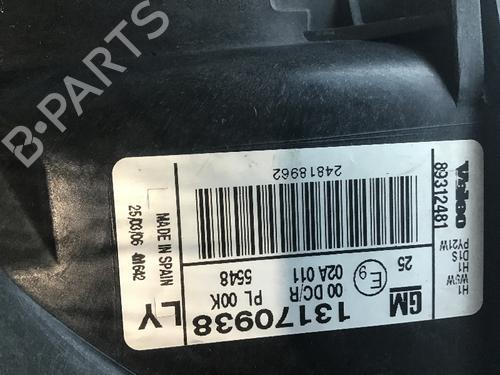 B-PARTS
GM
13170938
LY
25
E9
00 DC/R
02A 011
PL 00K
5548
H1
W5W
H1
D1S
PY21W
24818962
Valeo
89312481
MADE IN SPAIN
25/03/06